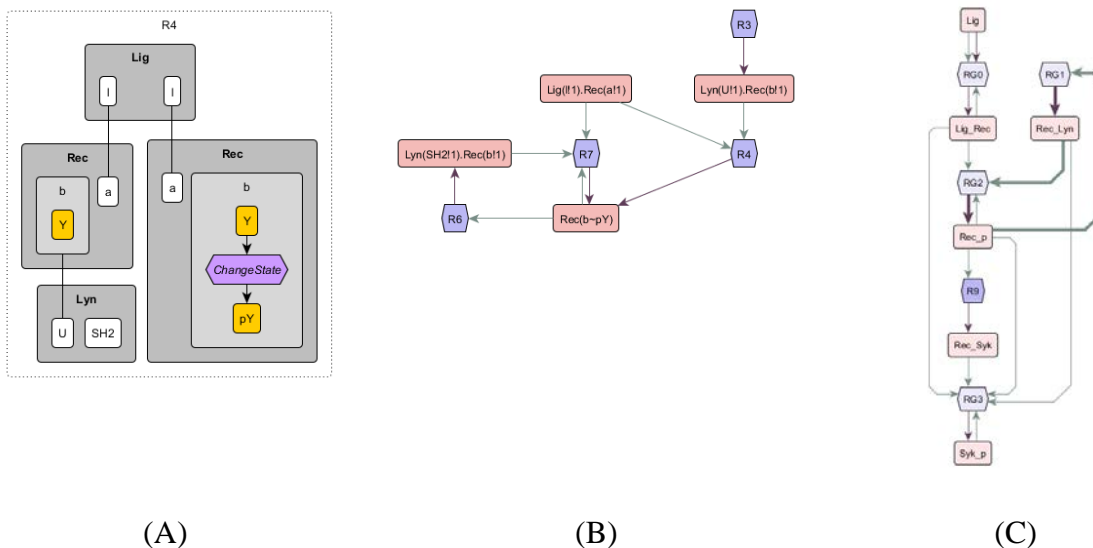 R4
Lig
l l
Rec
a
b
Y
Rec
a
b
Y
ChangeState
pY
Lyn
U SH2
R3
Lig(l!1).Rec(a!1)
Lyn(U!1).Rec(b!1)
Lyn(SH2!1).Rec(b!1)
R7
R4
R6
Rec(b~pY)
Lig
RG0
RG1
Lig_Rec
Rec_Lyn
RG2
Rec_p
R9
Rec_Syk
RG3
Syk_p
(A) (B) (C)